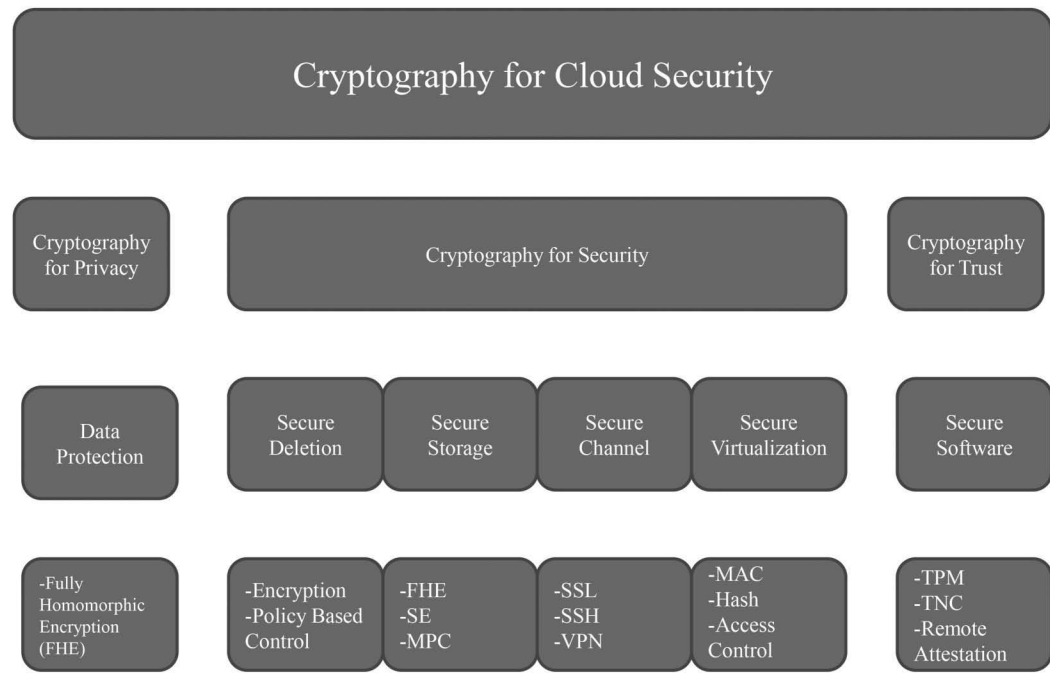 Cryptography for Cloud Security
Cryptography
for Privacy
Cryptography for Security
Cryptography
for Trust
Data
Protection
Secure
Deletion
Secure
Storage
Secure
Channel
Secure
Virtualization
Secure
Software
-Fully
Homomorphic
Encryption
(FHE)
-Encryption
-Policy Based
Control
-FHE
-SE
-MPC
-SSL
-SSH
-VPN
-MAC
-Hash
-Access
Control
-TPM
-TNC
-Remote
Attestation